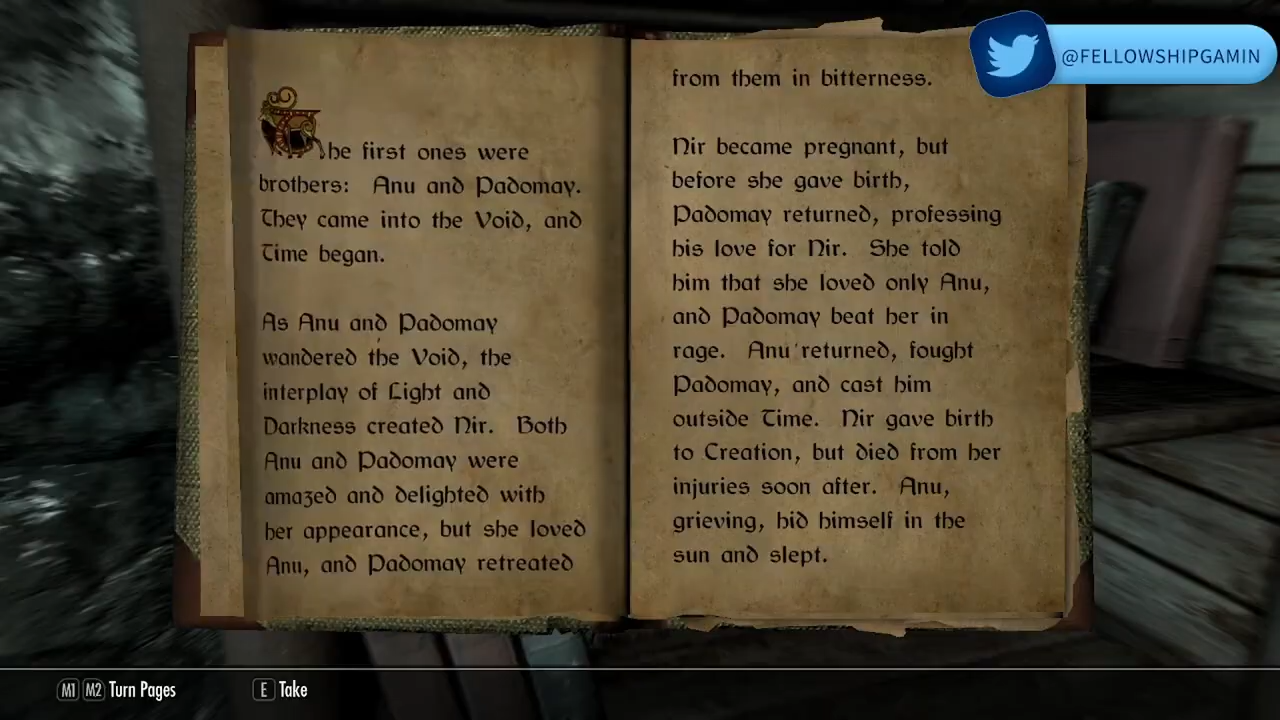 The first ones were
brothers: Anu and Padomay.
They came into the Void, and
Time began.
As Anu and Padomay
wandered the Void, the
interplay of Light and
Darkness created Nir. Both
Anu and Padomay were
amazed and delighted with
her appearance, but she loved
Anu, and Padomay retreated
from them in bitterness.
Nir became pregnant, but
before she gave birth,
Padomay returned, professing
his love for Nir. She told
him that she loved only Anu,
and Padomay beat her in
rage. Anu returned, fought
Padomay, and cast him
outside Time. Nir gave birth
to Creation, but died from her
injuries soon after. Anu,
grieving, hid himself in the
sun and slept.
@FELLOWSHIPGAMIN
M1 M2 Turn Pages
E Take